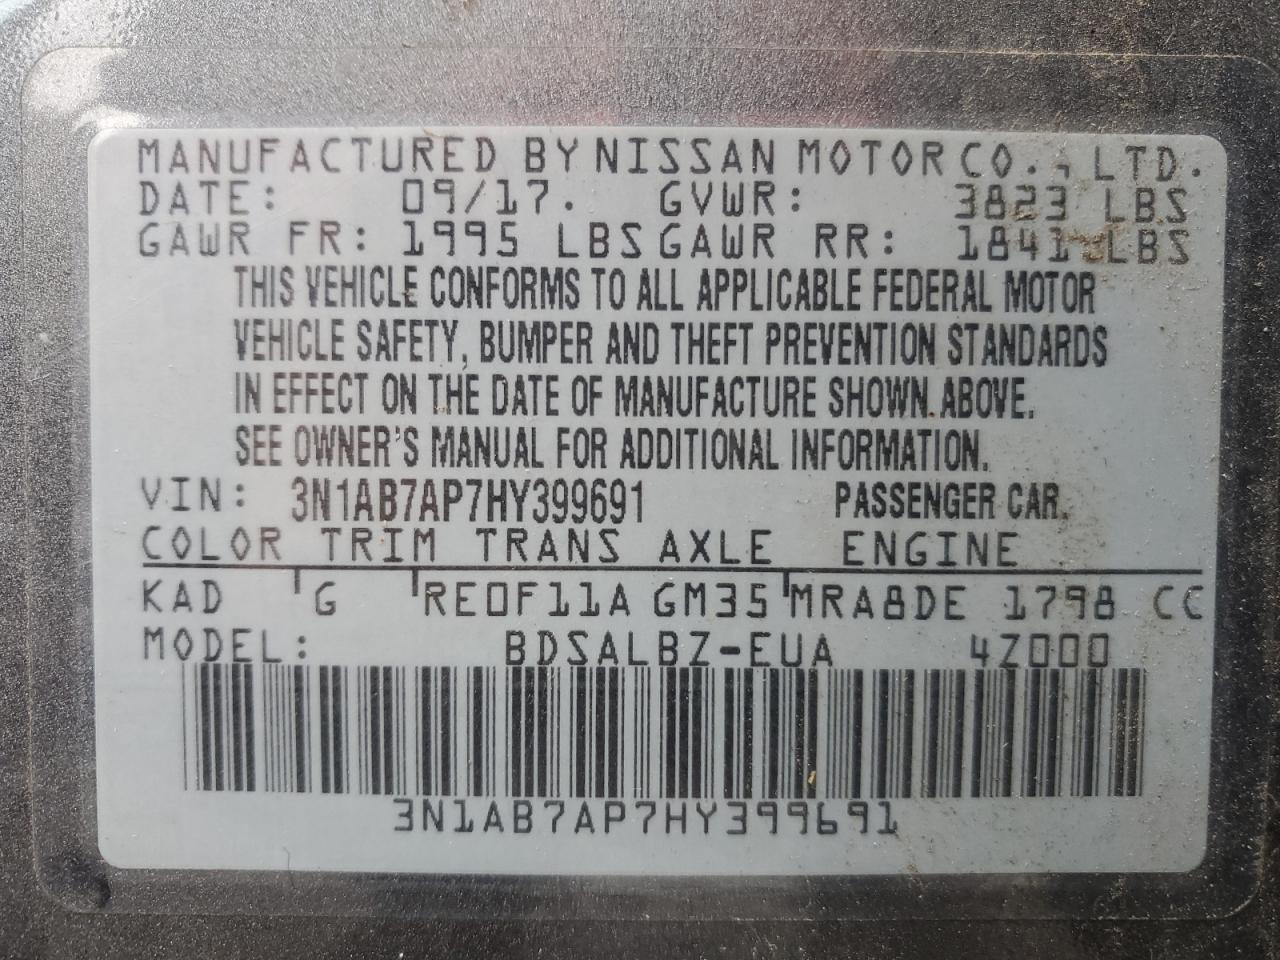 MANUFACTURED BY NISSAN MOTOR CO., LTD.
DATE: 09/17. GVWR: 3823 LBS
GAWR FR: 1995 LBS GAWR RR: 1841 LBS
THIS VEHICLE CONFORMS TO ALL APPLICABLE FEDERAL MOTOR
VEHICLE SAFETY, BUMPER AND THEFT PREVENTION STANDARDS
IN EFFECT ON THE DATE OF MANUFACTURE SHOWN ABOVE.
SEE OWNER'S MANUAL FOR ADDITIONAL INFORMATION.
VIN: 3N1AB7AP7HY399691 PASSENGER CAR.
COLOR TRIM TRANS AXLE ENGINE
KAD G RE0F11A GM35 MRA8DE 1798 CC
MODEL: BDSALBZ-EUA 4Z000
3N1AB7AP7HY399691